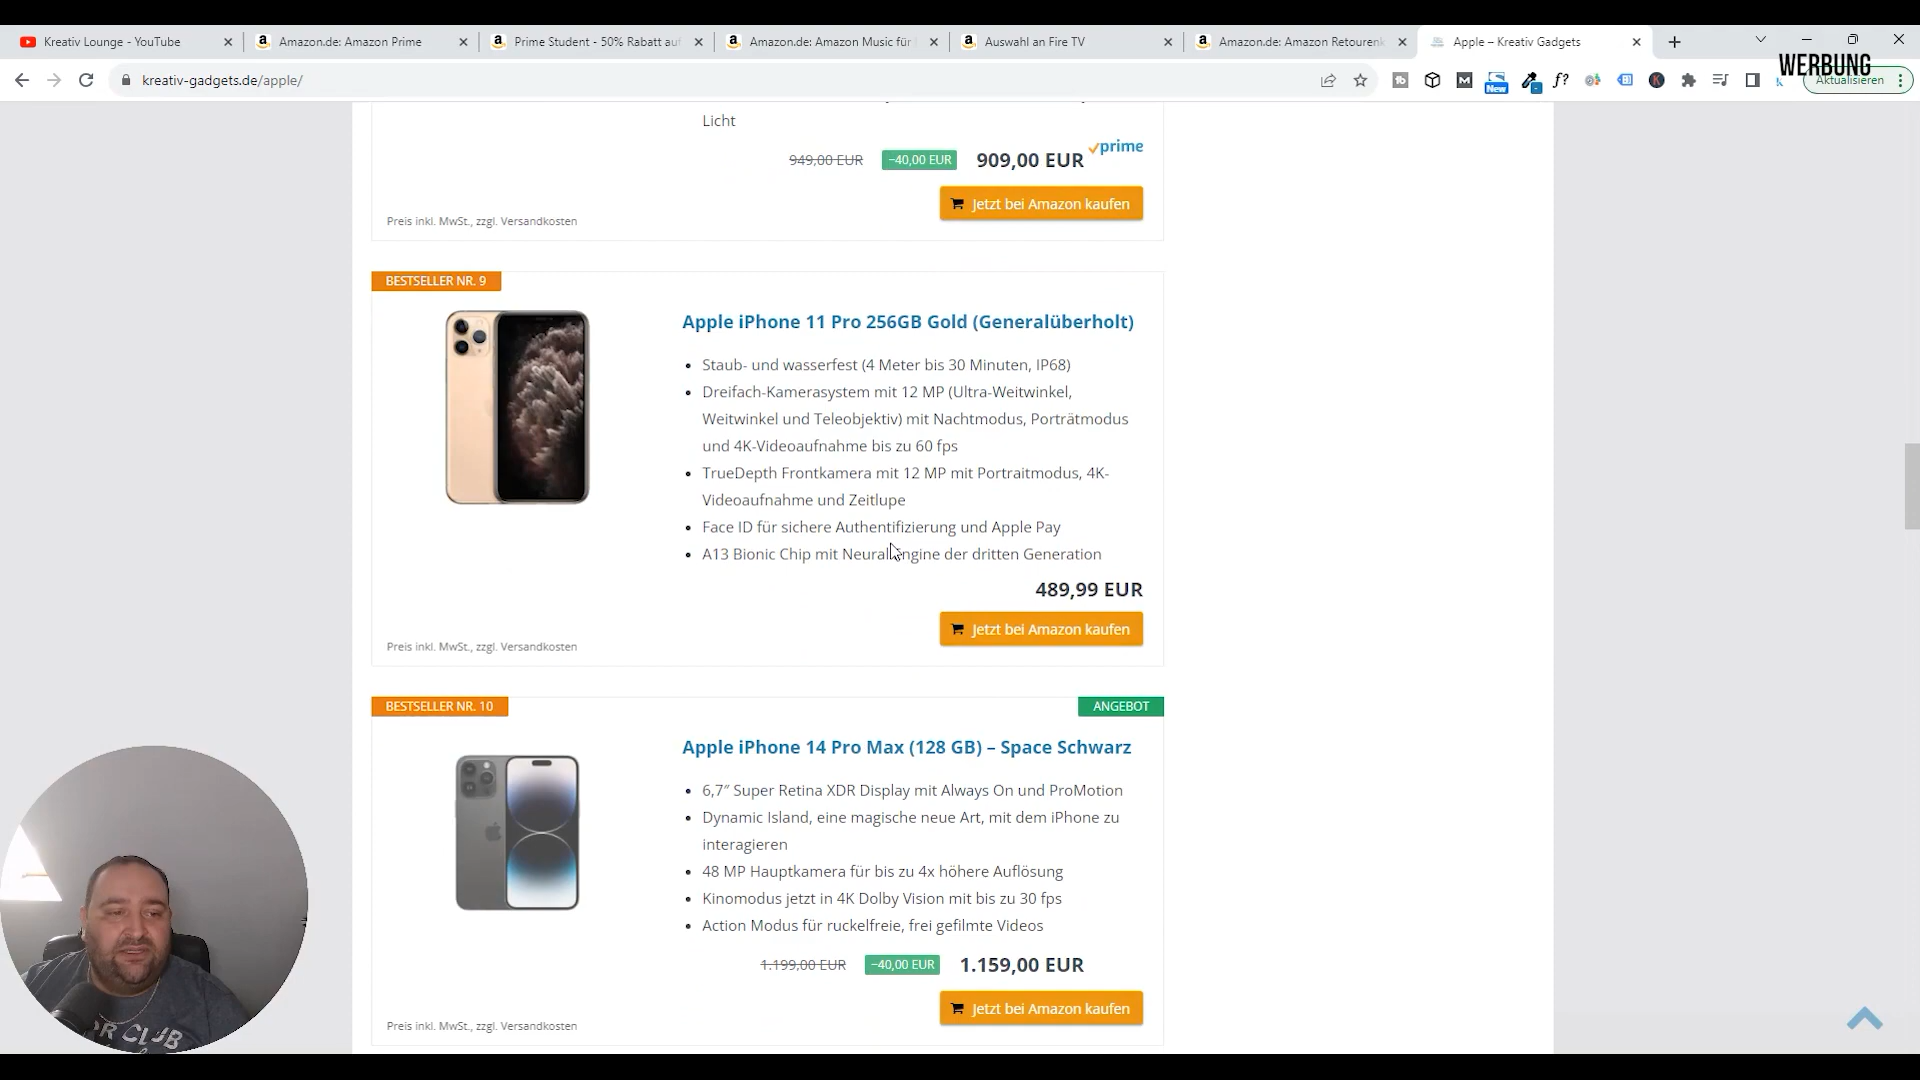 Kreativ Lounge - YouTube
Amazon.de: Amazon Prime
Prime Student - 50% Rabatt auf
Amazon.de: Amazon Music für
Auswahl an Fire TV
Amazon.de: Amazon Retourenk
Apple – Kreativ Gadgets
WERBUNG
kreativ-gadgets.de/apple/
New
Aktualisieren
Licht
949,00 EUR −40,00 EUR 909,00 EUR prime
Jetzt bei Amazon kaufen
Preis inkl. MwSt., zzgl. Versandkosten
BESTSELLER NR. 9
Apple iPhone 11 Pro 256GB Gold (Generalüberholt)
Staub- und wasserfest (4 Meter bis 30 Minuten, IP68)
Dreifach-Kamerasystem mit 12 MP (Ultra-Weitwinkel,
Weitwinkel und Teleobjektiv) mit Nachtmodus, Porträtmodus
und 4K-Videoaufnahme bis zu 60 fps
TrueDepth Frontkamera mit 12 MP mit Portraitmodus, 4K-
Videoaufnahme und Zeitlupe
Face ID für sichere Authentifizierung und Apple Pay
A13 Bionic Chip mit Neural Engine der dritten Generation
489,99 EUR
Jetzt bei Amazon kaufen
Preis inkl. MwSt., zzgl. Versandkosten
BESTSELLER NR. 10
ANGEBOT
Apple iPhone 14 Pro Max (128 GB) – Space Schwarz
6,7″ Super Retina XDR Display mit Always On und ProMotion
Dynamic Island, eine magische neue Art, mit dem iPhone zu
interagieren
48 MP Hauptkamera für bis zu 4x höhere Auflösung
Kinomodus jetzt in 4K Dolby Vision mit bis zu 30 fps
Action Modus für ruckelfreie, frei gefilmte Videos
1.199,00 EUR −40,00 EUR 1.159,00 EUR
Jetzt bei Amazon kaufen
Preis inkl. MwSt., zzgl. Versandkosten
CLUB